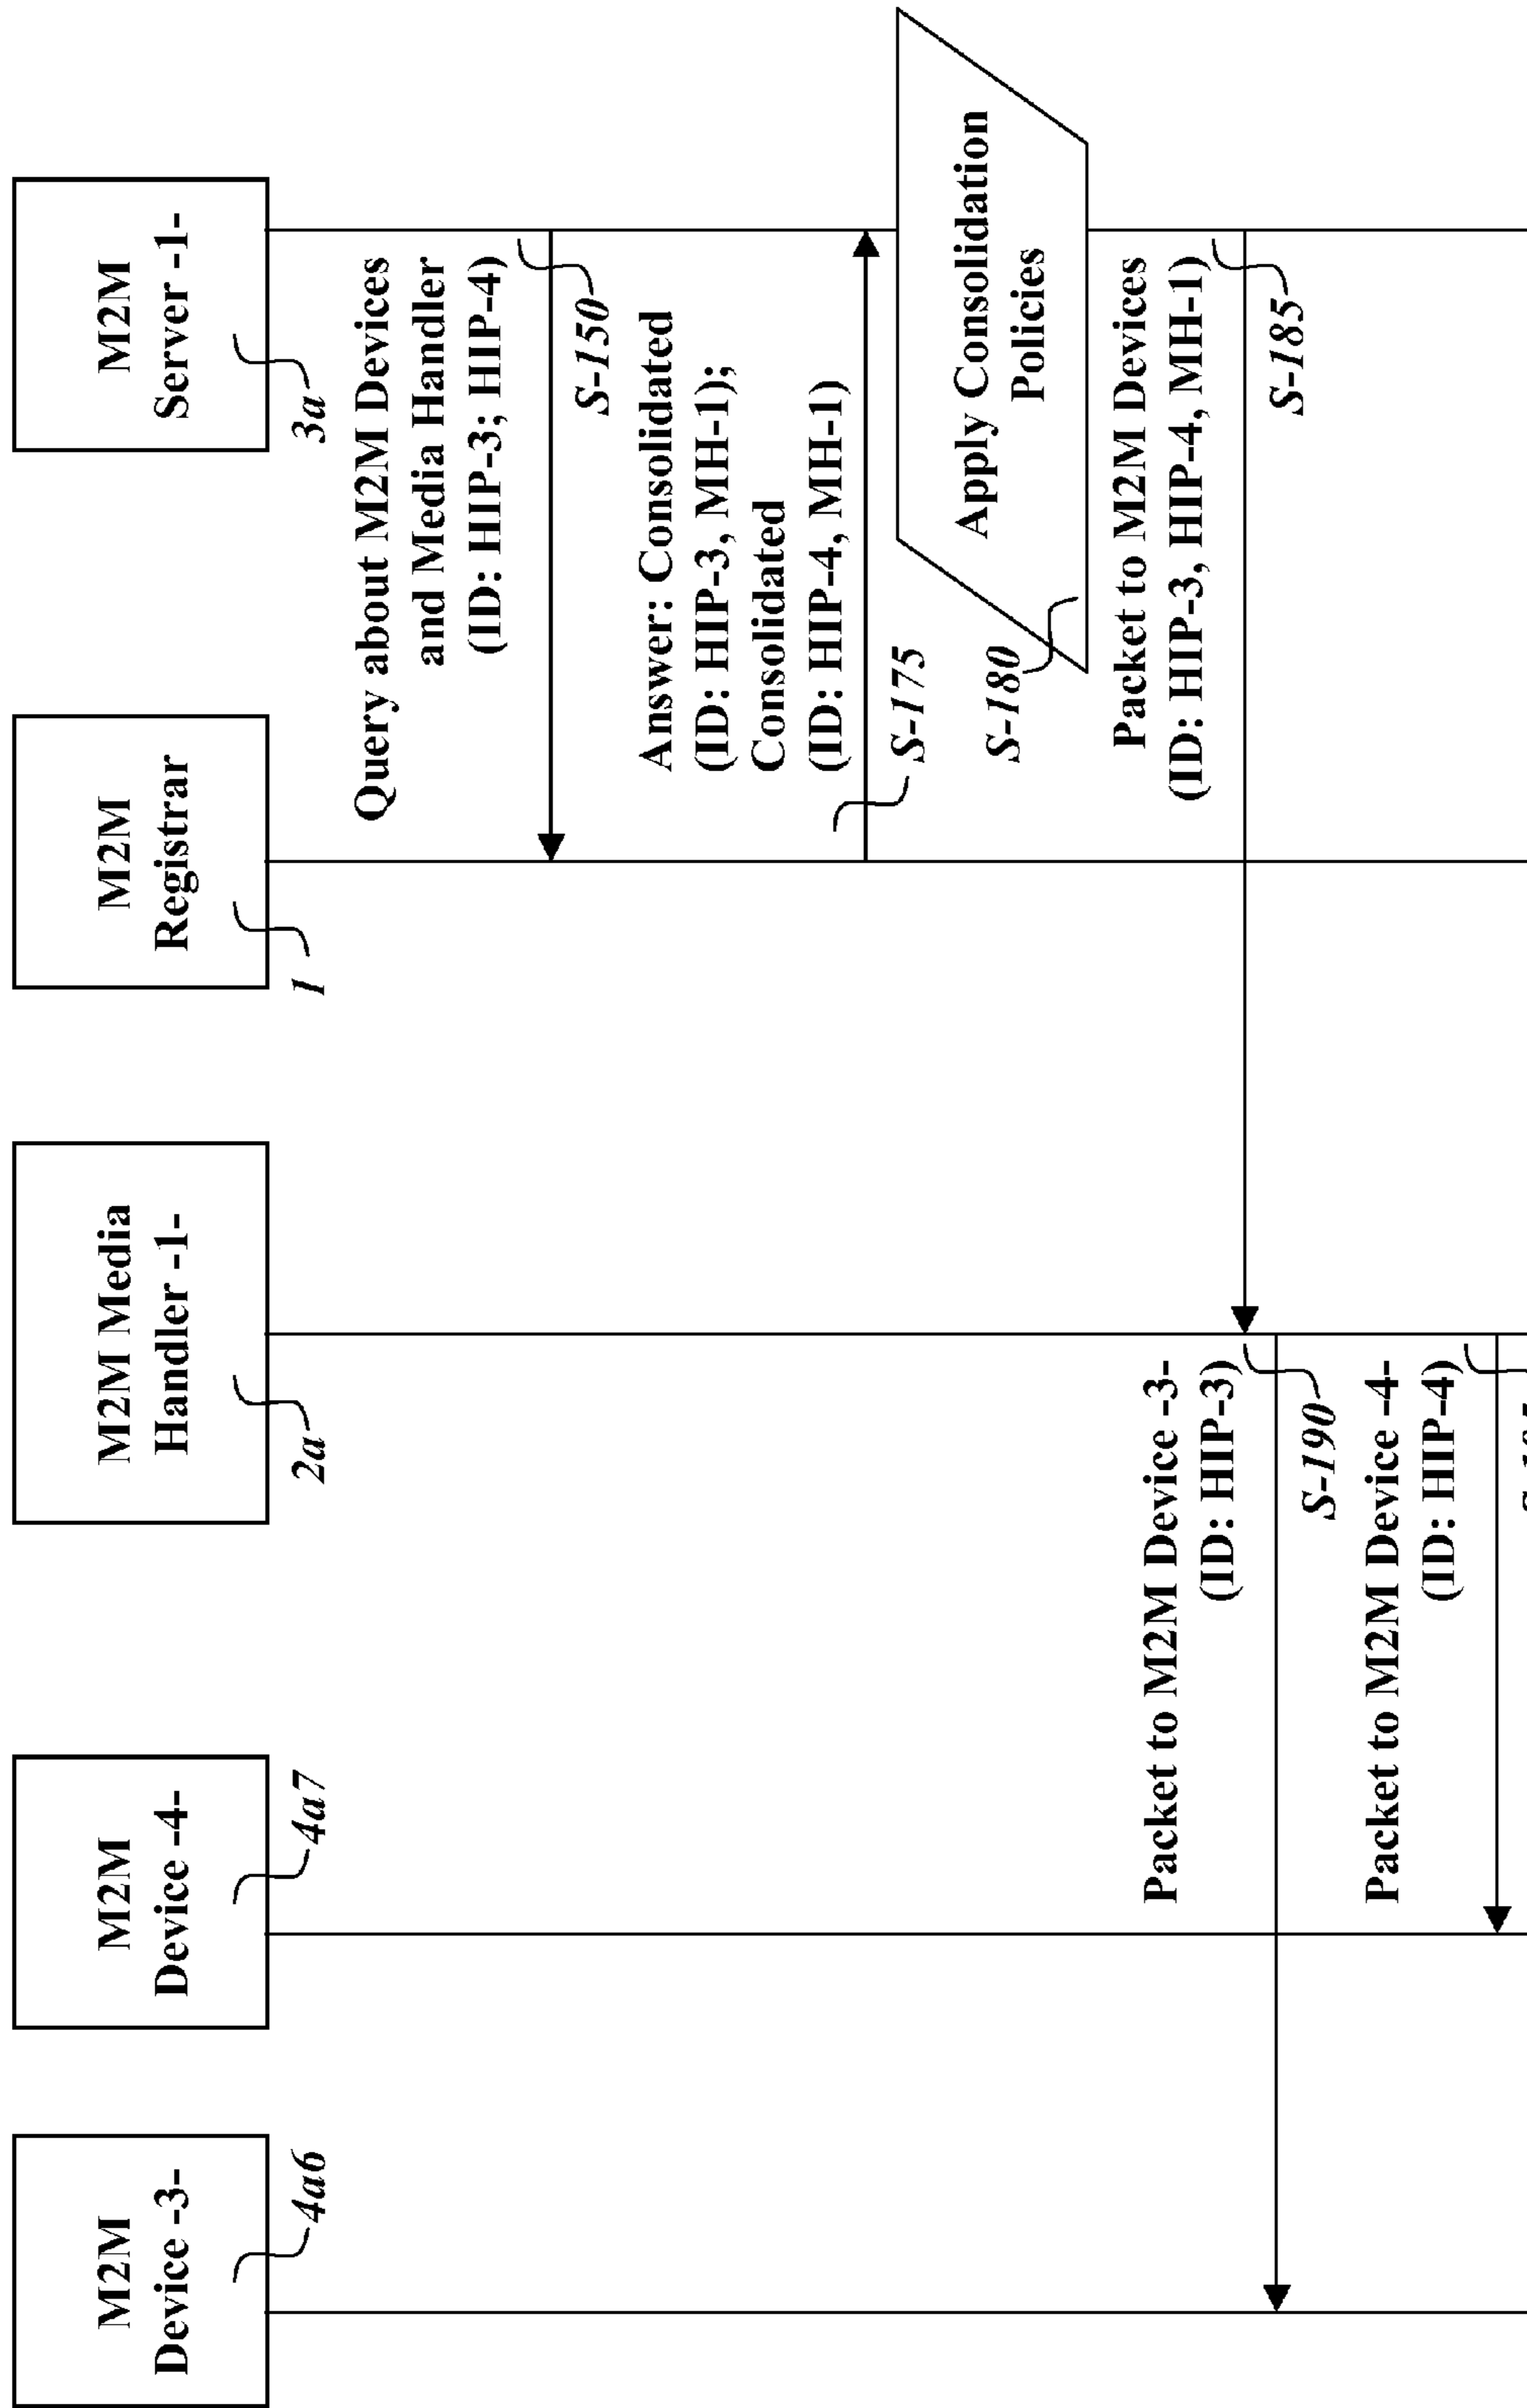 M2M
Device -3-
4a6
M2M
Device -4-
4a7
M2M Media
Handler -1-
2a
M2M
Registrar
1
M2M
Server -1-
3a
Query about M2M Devices
and Media Handler
(ID: HIP-3; HIP-4)
S-150
Answer: Consolidated
(ID: HIP-3, MH-1);
Consolidated
(ID: HIP-4, MH-1)
S-175
Apply Consolidation
Policies
S-180
Packet to M2M Devices
(ID: HIP-3, HIP-4, MH-1)
S-185
Packet to M2M Device -3-
(ID: HIP-3)
S-190
Packet to M2M Device -4-
(ID: HIP-4)